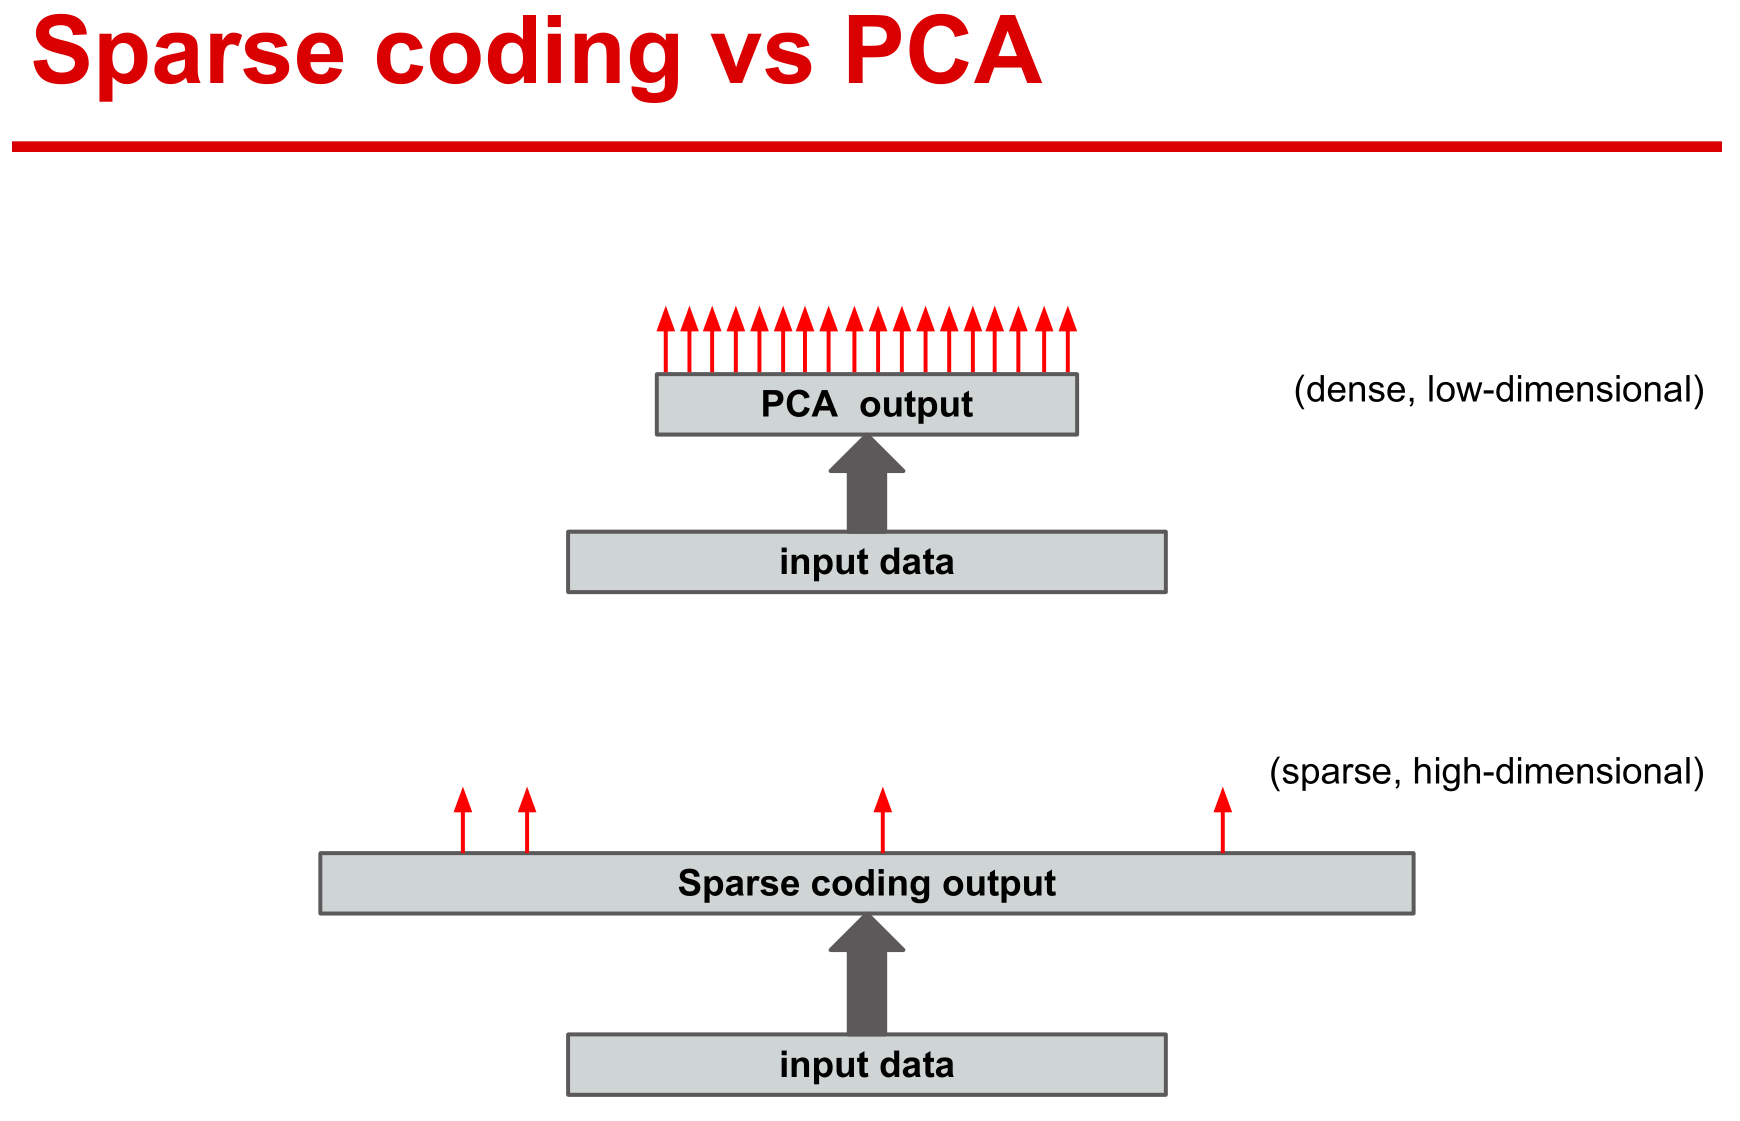 Sparse coding vs PCA
(dense, low-dimensional)
PCA output
input data
(sparse, high-dimensional)
Sparse coding output
input data